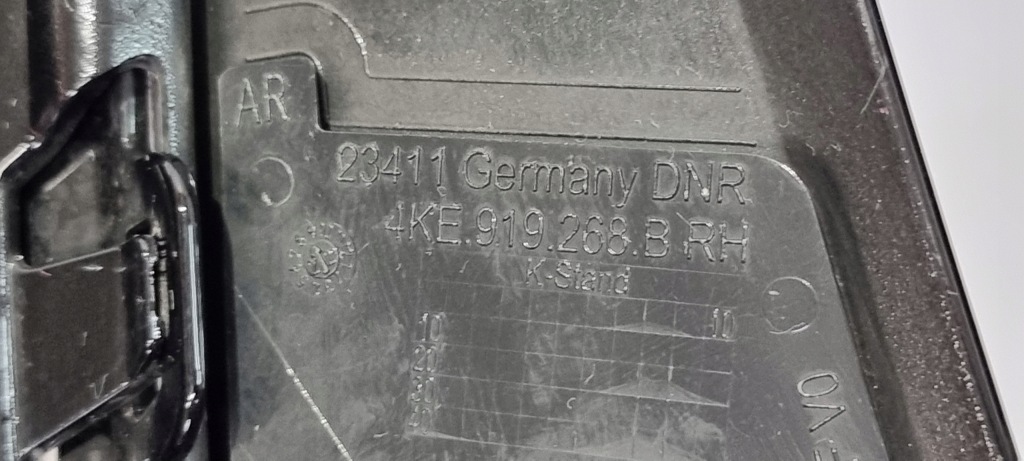 AR
23411 Germany DNR
4KE.919.268.B RH
K-Stand
10 10
20